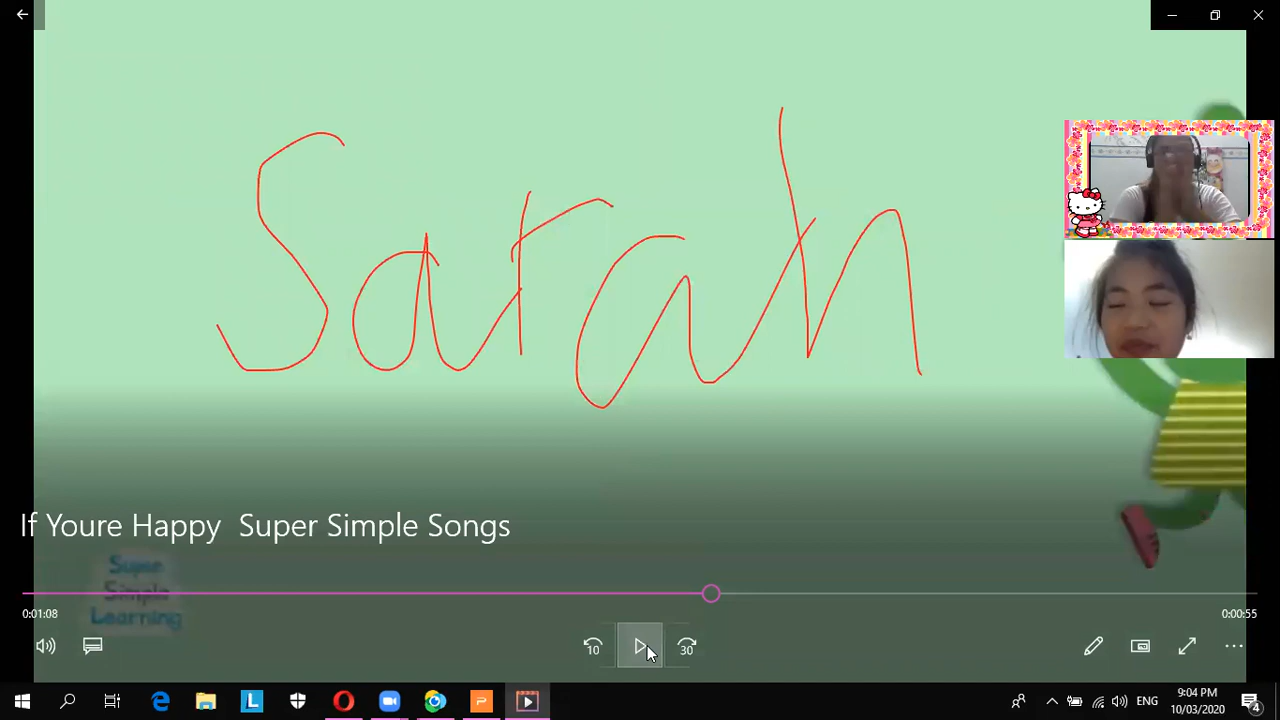 Sarah
If Youre Happy  Super Simple Songs
Super
Simple
Learning
0:01:08
0:00:55
10
30
L
P
ENG
9:04 PM
10/03/2020
4